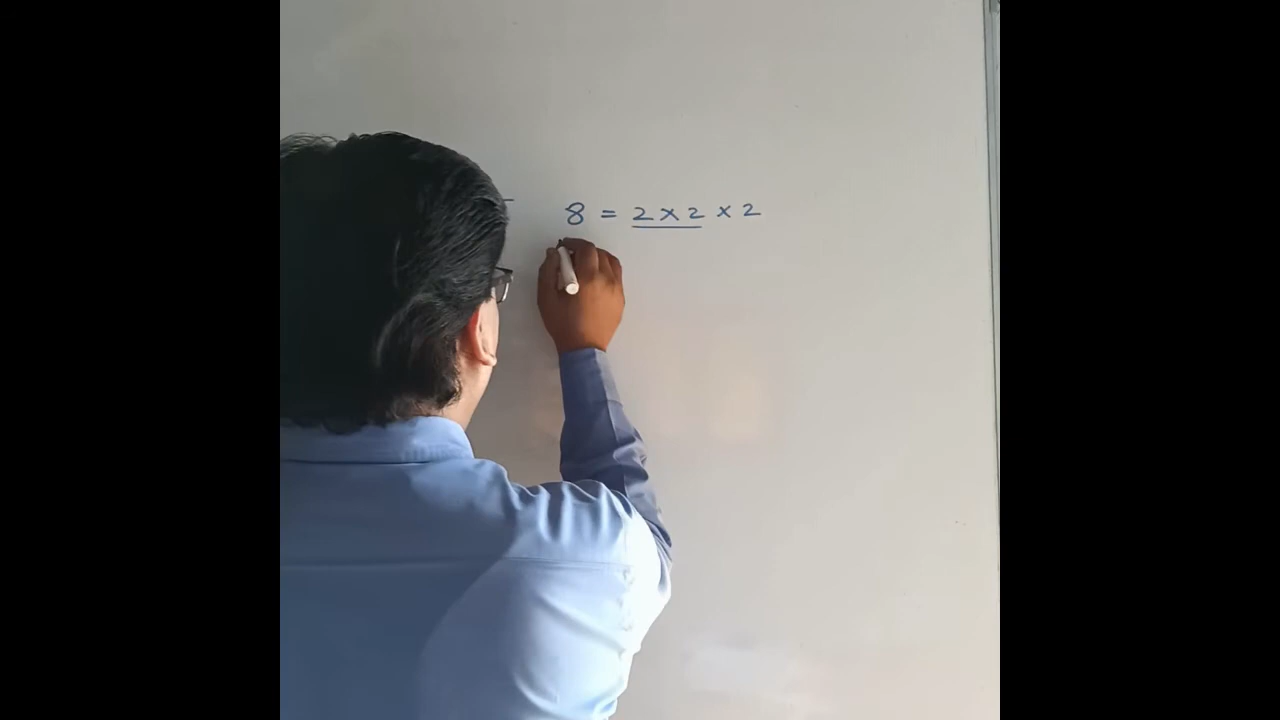 8 = 2 × 2 × 2